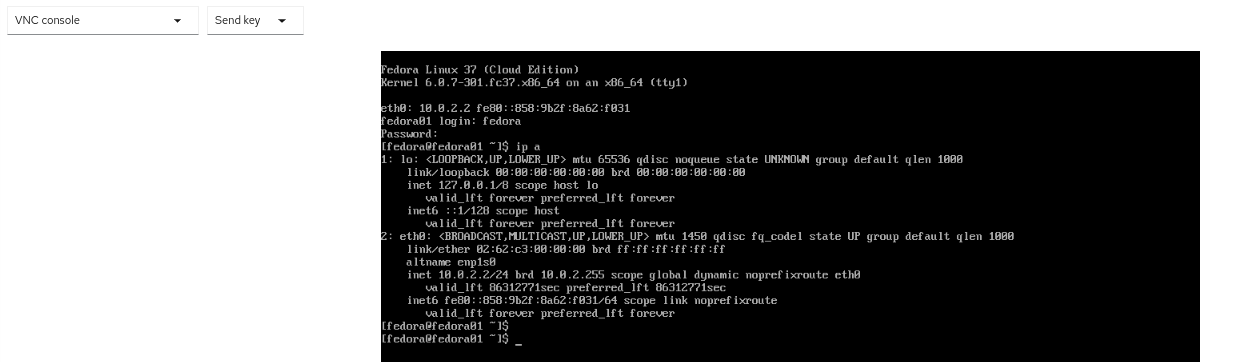 VNC console
Send key
Fedora Linux 37 (Cloud Edition)
Kernel 6.0.7-301.fc37.x86_64 on an x86_64 (tty1)
eth0: 10.0.2.2 fe80::858:9b2f:8a62:f031
fedora01 login: fedora
Password:
[fedora@fedora01 ~]$ ip a
1: lo: <LOOPBACK,UP,LOWER_UP> mtu 65536 qdisc noqueue state UNKNOWN group default qlen 1000
link/loopback 00:00:00:00:00:00 brd 00:00:00:00:00:00
inet 127.0.0.1/8 scope host lo
valid_lft forever preferred_lft forever
inet6 ::1/128 scope host
valid_lft forever preferred_lft forever
2: eth0: <BROADCAST,MULTICAST,UP,LOWER_UP> mtu 1450 qdisc fq_codel state UP group default qlen 1000
link/ether 02:62:c3:00:00:00 brd ff:ff:ff:ff:ff:ff
altname enp1s0
inet 10.0.2.2/24 brd 10.0.2.255 scope global dynamic noprefixroute eth0
valid_lft 86312771sec preferred_lft 86312771sec
inet6 fe80::858:9b2f:8a62:f031/64 scope link noprefixroute
valid_lft forever preferred_lft forever
[fedora@fedora01 ~]$
[fedora@fedora01 ~]$ _